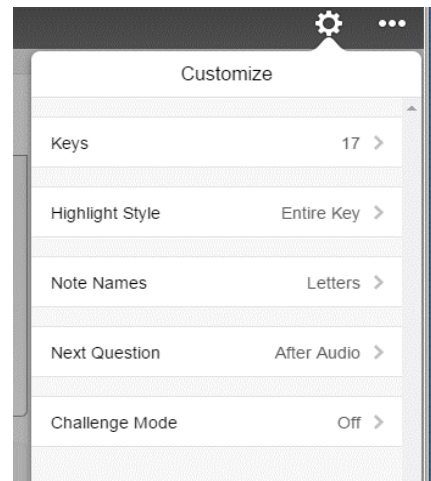 Customize
Keys 17
Highlight Style Entire Key
Note Names Letters
Next Question After Audio
Challenge Mode Off